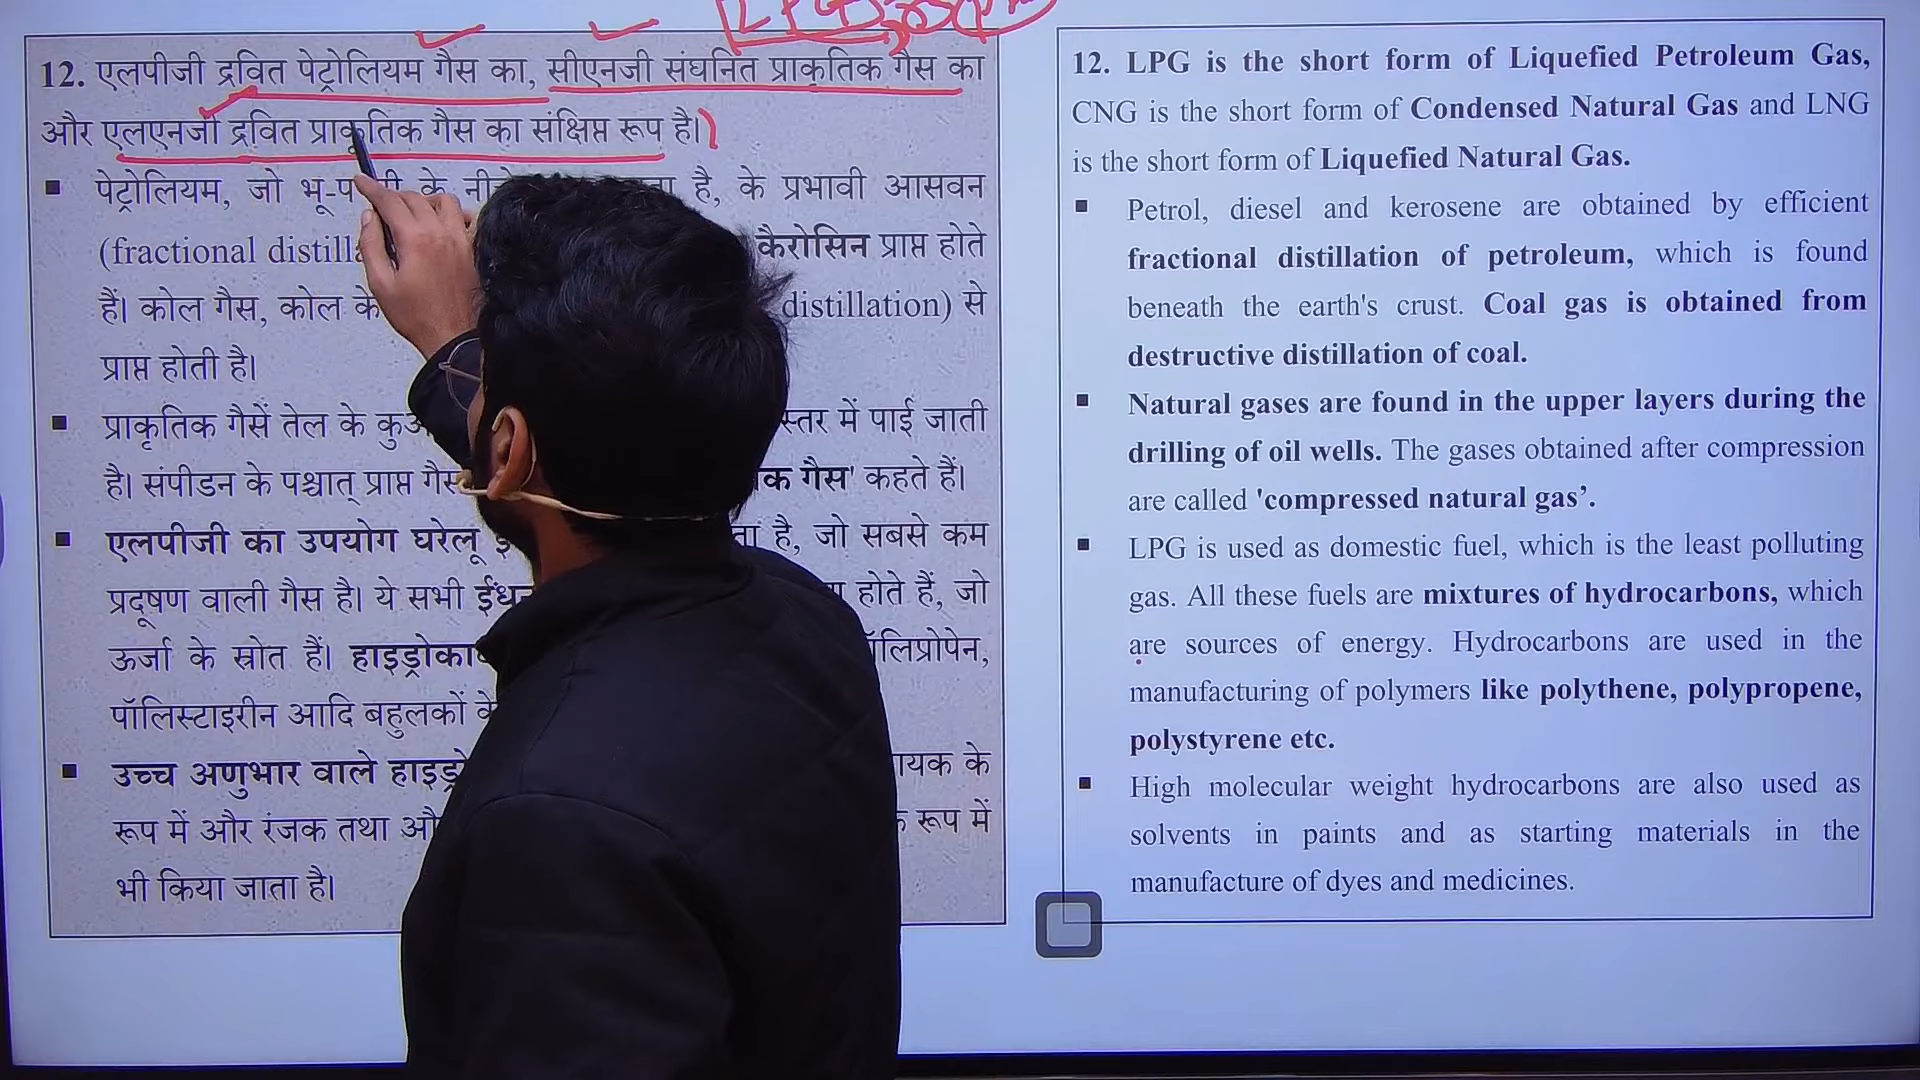 12. एलपीजी द्रवित पेट्रोलियम गैस का, सीएनजी संघनित प्राकृतिक गैस का
और एलएनजी द्रवित प्राकृतिक गैस का संक्षिप्त रूप है।
▪ पेट्रोलियम, जो के है, के प्रभावी आसवन
(fractional कैरोसिन प्राप्त होते
हैं। कोल गैस, कोल के distillation) से
प्राप्त होती है।
▪ प्राकृतिक गैसें तेल के स्तर में पाई जाती
है। संपीडन के पश्चात् प्राप्त गैस गैस' कहते हैं।
▪ एलपीजी का उपयोग घरेलू है, जो सबसे कम
प्रदूषण वाली गैस है। ये सभी होते हैं, जो
ऊर्जा के स्रोत हैं।
पॉलिस्टाइरीन आदि बहुलकों
▪ उच्च अणुभार वाले के
रूप में और रंजक तथा रूप में
भी किया जाता है।
12. LPG is the short form of Liquefied Petroleum Gas,
CNG is the short form of Condensed Natural Gas and LNG
is the short form of Liquefied Natural Gas.
▪ Petrol, diesel and kerosene are obtained by efficient
fractional distillation of petroleum, which is found
beneath the earth's crust. Coal gas is obtained from
destructive distillation of coal.
▪ Natural gases are found in the upper layers during the
drilling of oil wells. The gases obtained after compression
are called 'compressed natural gas’.
▪ LPG is used as domestic fuel, which is the least polluting
gas. All these fuels are mixtures of hydrocarbons, which
are sources of energy. Hydrocarbons are used in the
manufacturing of polymers like polythene, polypropene,
polystyrene etc.
▪ High molecular weight hydrocarbons are also used as
solvents in paints and as starting materials in the
manufacture of dyes and medicines.